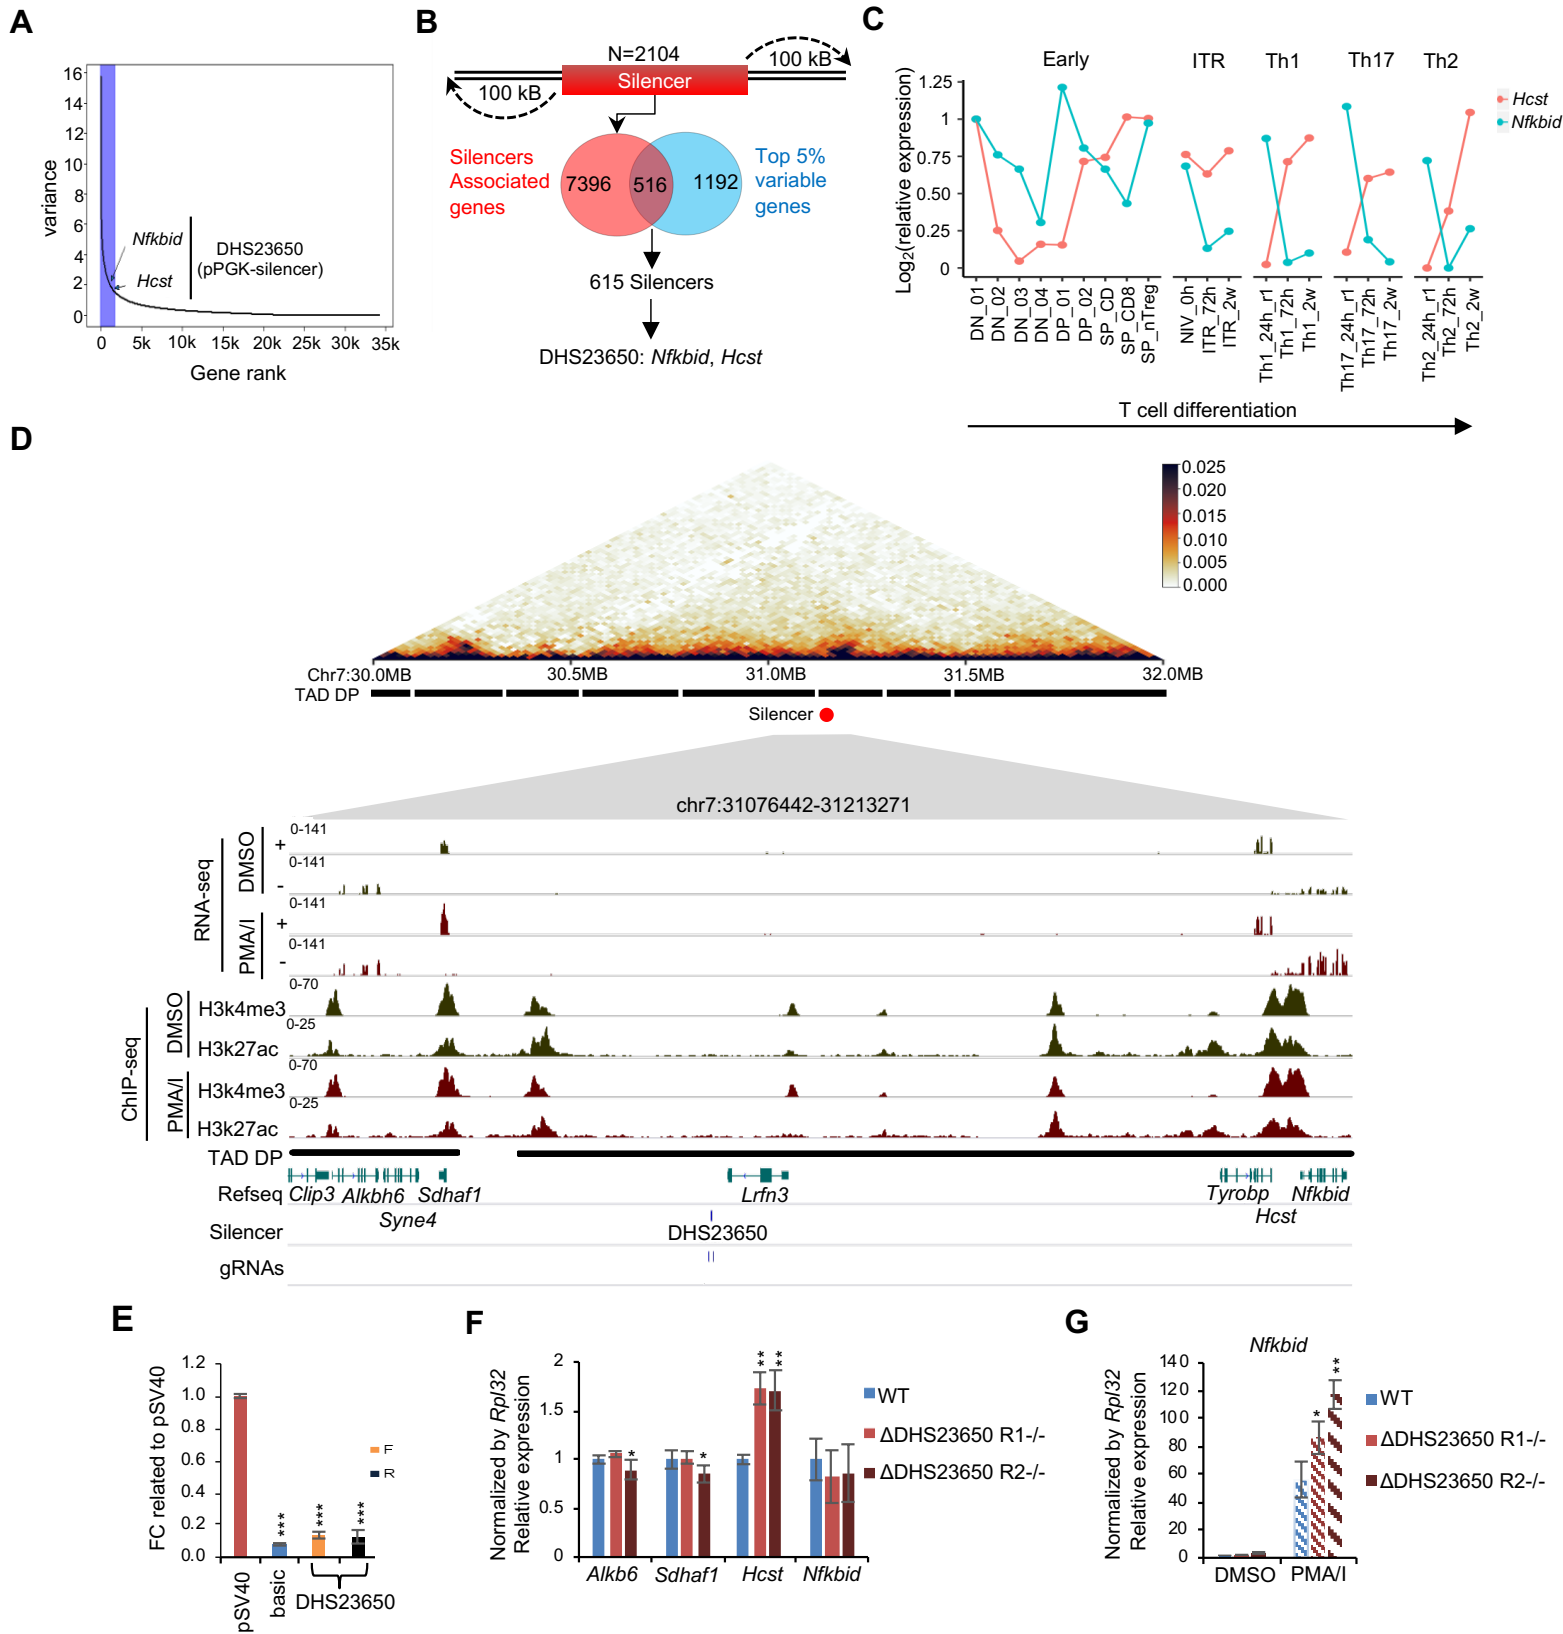 A
variance
16
14
12
10
8
6
4
2
0
Nfkbid
Hcst
DHS23650
(pPGK-silencer)
0 5k 10k 15k 20k 25k 30k 35k
Gene rank
B
N=2104
100 kB
Silencer
100 kB
Silencers
Associated
genes
7396 516 1192
Top 5%
variable
genes
615 Silencers
DHS23650: Nfkbid, Hcst
C
Early ITR Th1 Th17 Th2
Log2(relative expression)
1.25
1
0.75
0.50
0.25
0
Hcst
Nfkbid
DN_01
DN_02
DN_03
DN_04
DP_01
DP_02
SP_CD
SP_CD8
SP_nTreg
NIV_0h
ITR_72h
ITR_2w
Th1_24h_r1
Th1_72h
Th1_2w
Th17_24h_r1
Th17_72h
Th17_2w
Th2_24h_r1
Th2_72h
Th2_2w
T cell differentiation
D
0.025
0.020
0.015
0.010
0.005
0.000
Chr7:30.0MB 30.5MB 31.0MB 31.5MB 32.0MB
TAD DP
Silencer
chr7:31076442-31213271
RNA-seq
DMSO
+ 0-141
- 0-141
PMA/I
+ 0-141
- 0-141
ChIP-seq
DMSO
H3k4me3 0-70
H3k27ac 0-25
PMA/I
H3k4me3 0-70
H3k27ac 0-25
TAD DP
Refseq Clip3 Alkbh6 Sdhaf1 Lrfn3 Tyrobp Nfkbid
Syne4 Hcst
Silencer DHS23650
gRNAs
E
FC related to pSV40
1.2
1.0
0.8
0.6
0.4
0.2
0.0
***
***
***
F
R
pSV40
basic
DHS23650
F
Normalized by Rpl32
Relative expression
2
1.5
1
0.5
0
*
*
**
**
Alkb6 Sdhaf1 Hcst Nfkbid
WT
ΔDHS23650 R1-/-
ΔDHS23650 R2-/-
G
Nfkbid
Normalized by Rpl32
Relative expression
140
120
100
80
60
40
20
0
*
**
DMSO PMA/I
WT
ΔDHS23650 R1-/-
ΔDHS23650 R2-/-